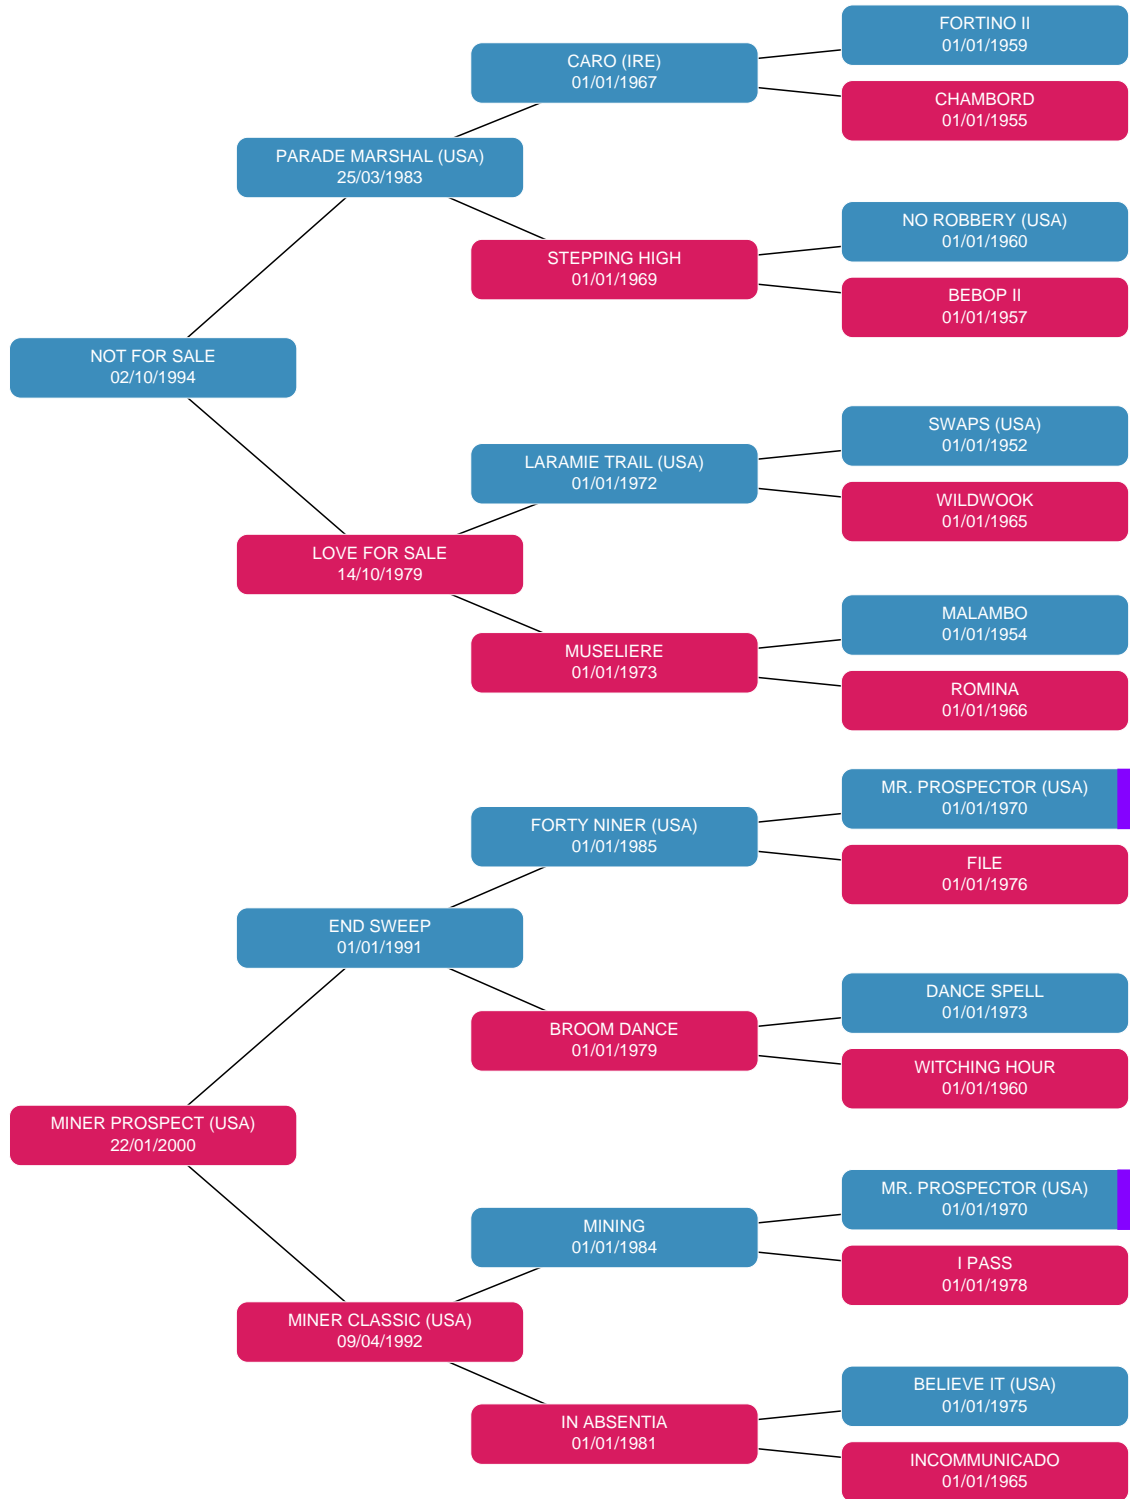 FORTINO II
01/01/1959
CARO (IRE)
01/01/1967
CHAMBORD
01/01/1955
PARADE MARSHAL (USA)
25/03/1983
NO ROBBERY (USA)
01/01/1960
STEPPING HIGH
01/01/1969
BEBOP II
01/01/1957
NOT FOR SALE
02/10/1994
SWAPS (USA)
01/01/1952
LARAMIE TRAIL (USA)
01/01/1972
WILDWOOK
01/01/1965
LOVE FOR SALE
14/10/1979
MALAMBO
01/01/1954
MUSELIERE
01/01/1973
ROMINA
01/01/1966
MR. PROSPECTOR (USA)
01/01/1970
FORTY NINER (USA)
01/01/1985
FILE
01/01/1976
END SWEEP
01/01/1991
DANCE SPELL
01/01/1973
BROOM DANCE
01/01/1979
WITCHING HOUR
01/01/1960
MINER PROSPECT (USA)
22/01/2000
MR. PROSPECTOR (USA)
01/01/1970
MINING
01/01/1984
I PASS
01/01/1978
MINER CLASSIC (USA)
09/04/1992
BELIEVE IT (USA)
01/01/1975
IN ABSENTIA
01/01/1981
INCOMMUNICADO
01/01/1965